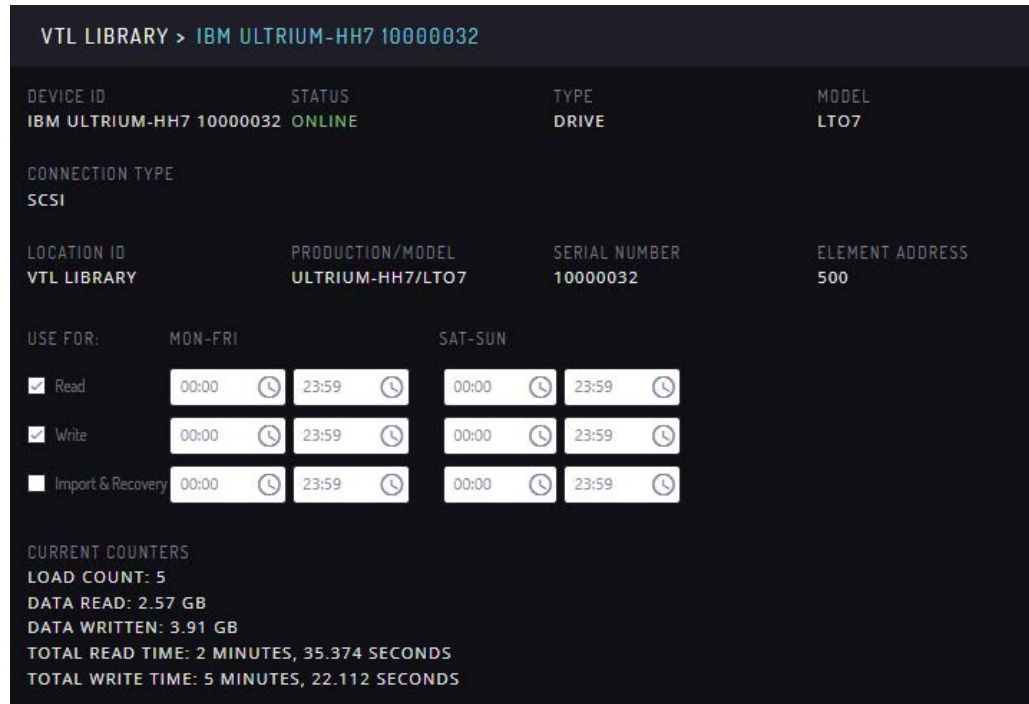 VTL LIBRARY > IBM ULTRIUM-HH7 10000032
DEVICE ID STATUS TYPE MODEL
IBM ULTRIUM-HH7 10000032 ONLINE DRIVE LTO7
CONNECTION TYPE
SCSI
LOCATION ID PRODUCTION/MODEL SERIAL NUMBER ELEMENT ADDRESS
VTL LIBRARY ULTRIUM-HH7/LTO7 10000032 500
USE FOR: MON-FRI SAT-SUN
Read 00:00 23:59 00:00 23:59
Write 00:00 23:59 00:00 23:59
Import & Recovery 00:00 23:59 00:00 23:59
CURRENT COUNTERS
LOAD COUNT: 5
DATA READ: 2.57 GB
DATA WRITTEN: 3.91 GB
TOTAL READ TIME: 2 MINUTES, 35.374 SECONDS
TOTAL WRITE TIME: 5 MINUTES, 22.112 SECONDS